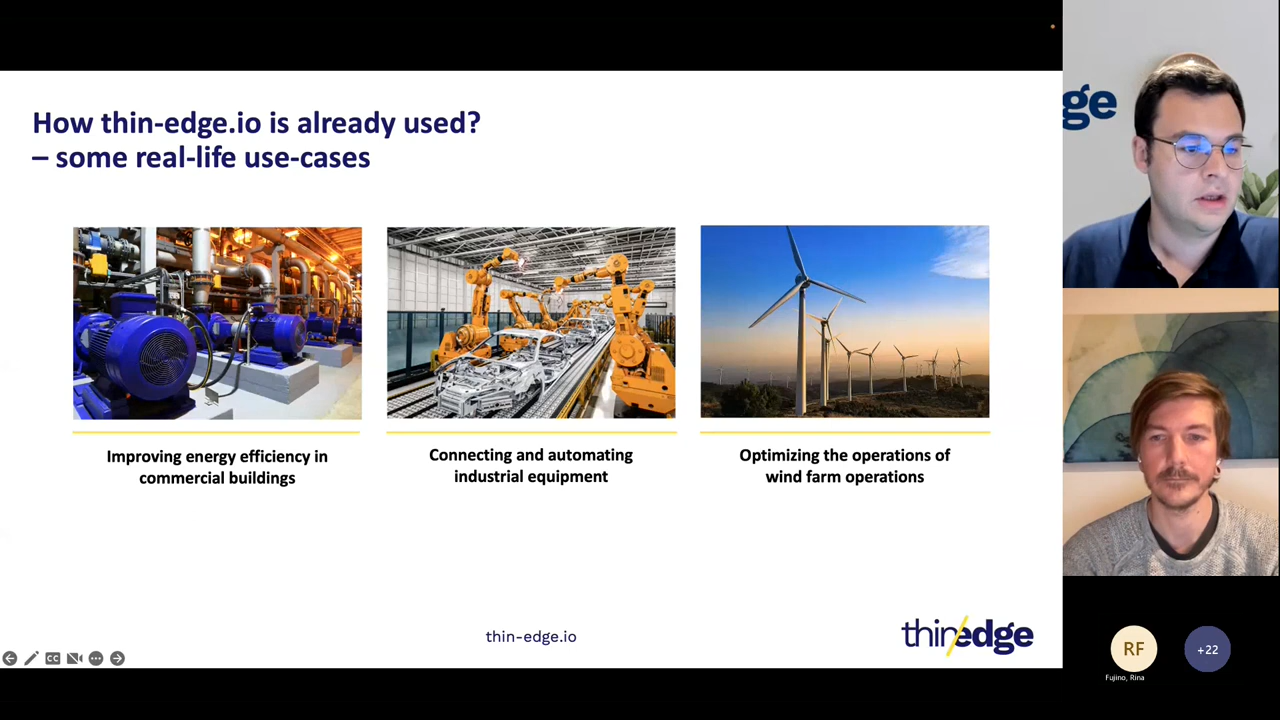 How thin-edge.io is already used?
– some real-life use-cases
Improving energy efficiency in
commercial buildings
Connecting and automating
industrial equipment
Optimizing the operations of
wind farm operations
thin-edge.io
thin/edge
CC
ge
RF
Fujino, Rina
+22